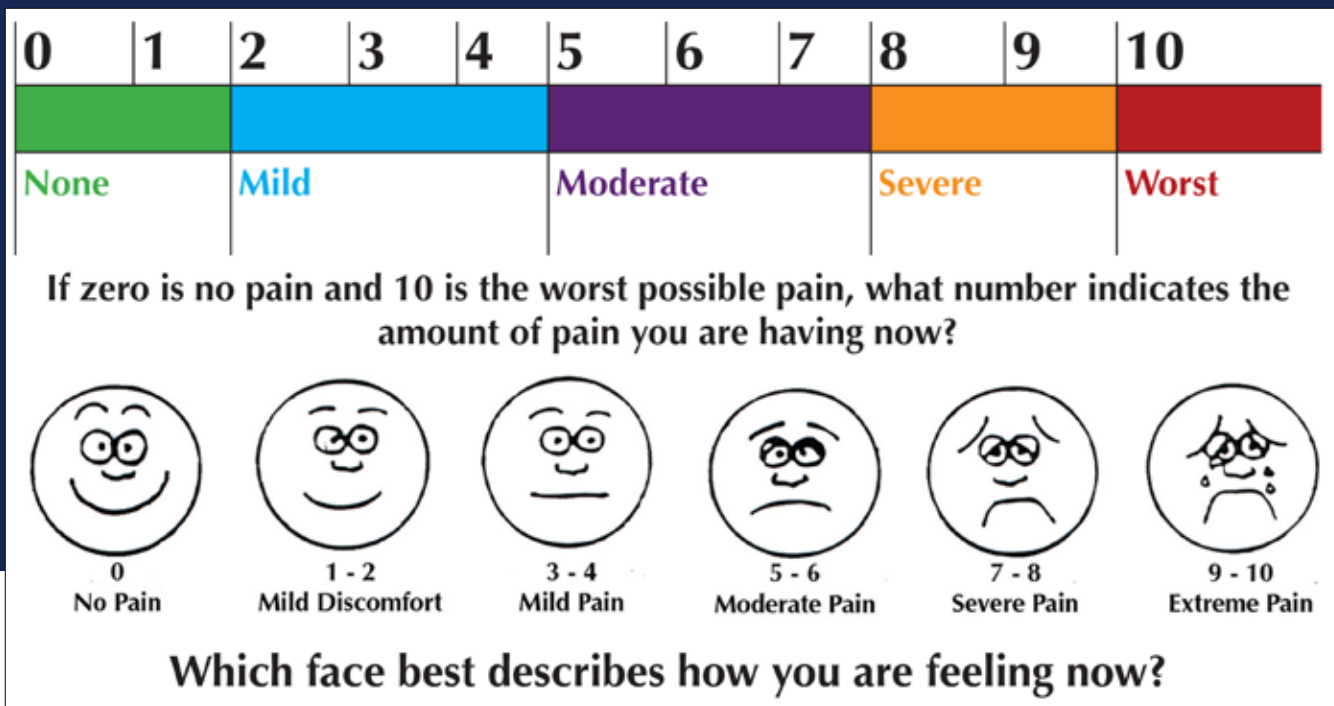 0 1 2 3 4 5 6 7 8 9 10
None Mild Moderate Severe Worst
If zero is no pain and 10 is the worst possible pain, what number indicates the
amount of pain you are having now?
0 1 - 2 3 - 4 5 - 6 7 - 8 9 - 10
No Pain Mild Discomfort Mild Pain Moderate Pain Severe Pain Extreme Pain
Which face best describes how you are feeling now?